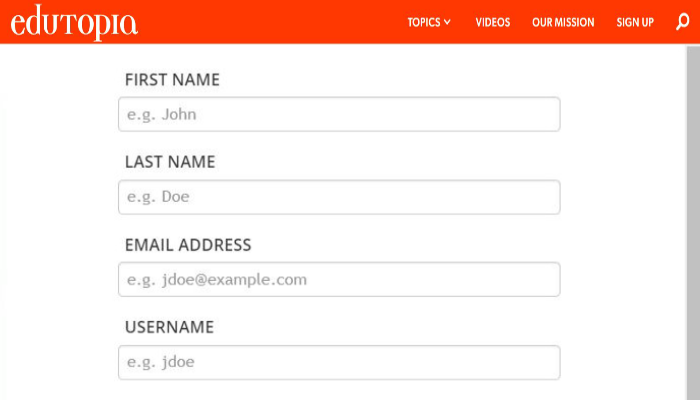 edutopia
TOPICS VIDEOS OUR MISSION SIGN UP
FIRST NAME
e.g. John
LAST NAME
e.g. Doe
EMAIL ADDRESS
e.g. jdoe@example.com
USERNAME
e.g. jdoe